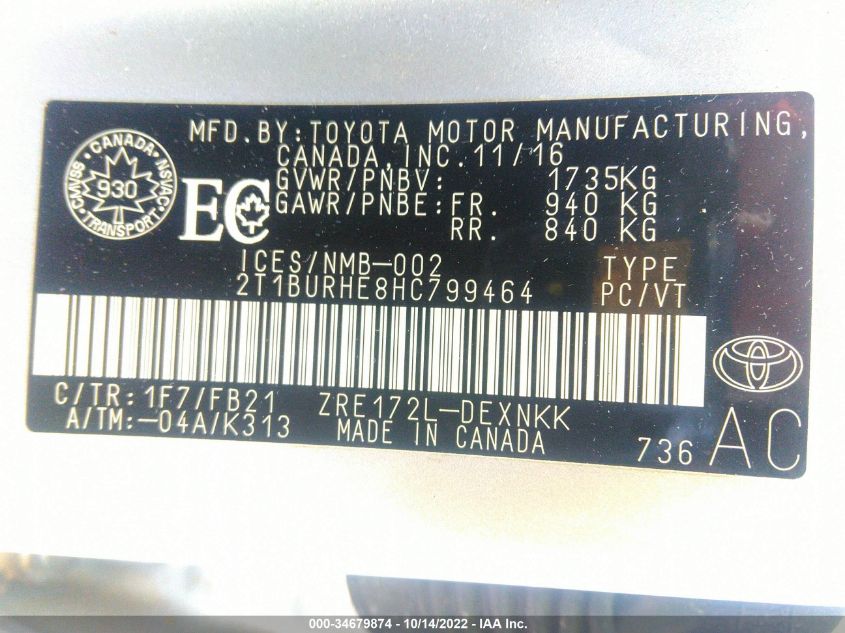 MFD.BY:TOYOTA MOTOR MANUFACTURING,
CANADA,INC.11/16
GVWR/PNBV: 1735KG
GAWR/PNBE:FR. 940 KG
RR. 840 KG
CANADA
CMVSS 930 NSVAC
TRANSPORT
EC
ICES/NMB-002 TYPE
2T1BURHE8HC799464 PC/VT
C/TR:1F7/FB21 ZRE172L-DEXNKK
A/TM:-04A/K313 MADE IN CANADA
736 AC
000-34679874 | 10/14/2022 - IAA Inc.